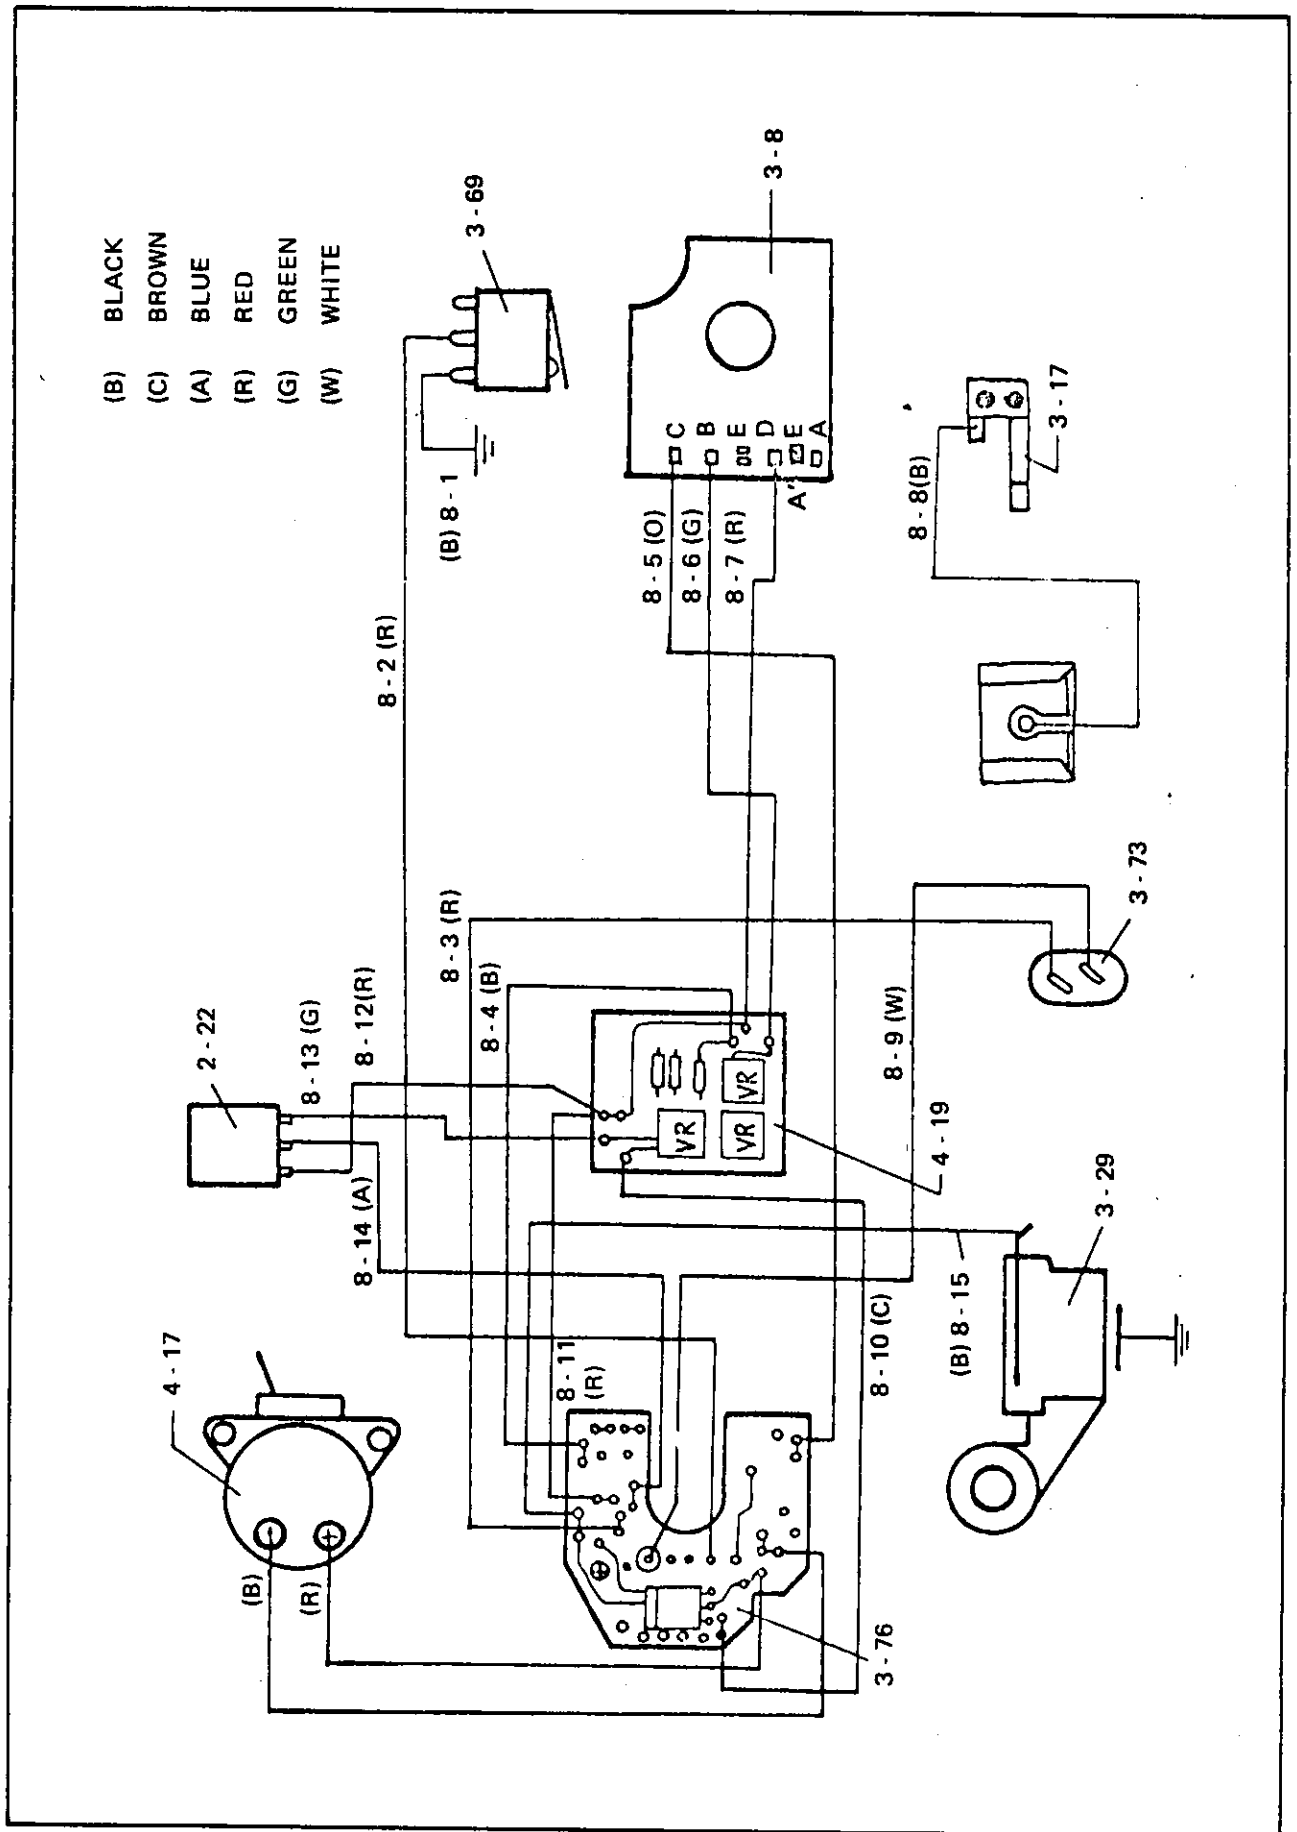 (B) BLACK
(C) BROWN
(A) BLUE
(R) RED
(G) GREEN
(W) WHITE
4 - 17
(B)
(R)
2 - 22
8 - 13 (G)
8 - 12(R)
8 - 14 (A)
8 - 2 (R)
(B) 8 - 1
3 - 69
8 - 3 (R)
8 - 4 (B)
8 - 11
(R)
VR
VR
VR
8 - 5 (O)
8 - 6 (G)
8 - 7 (R)
C
B
E
D
E
A
A"
3 - 8
3 - 76
8 - 10 (C)
4 - 19
8 - 9 (W)
(B) 8 - 15
3 - 29
3 - 73
8 - 8(B)
3 - 17